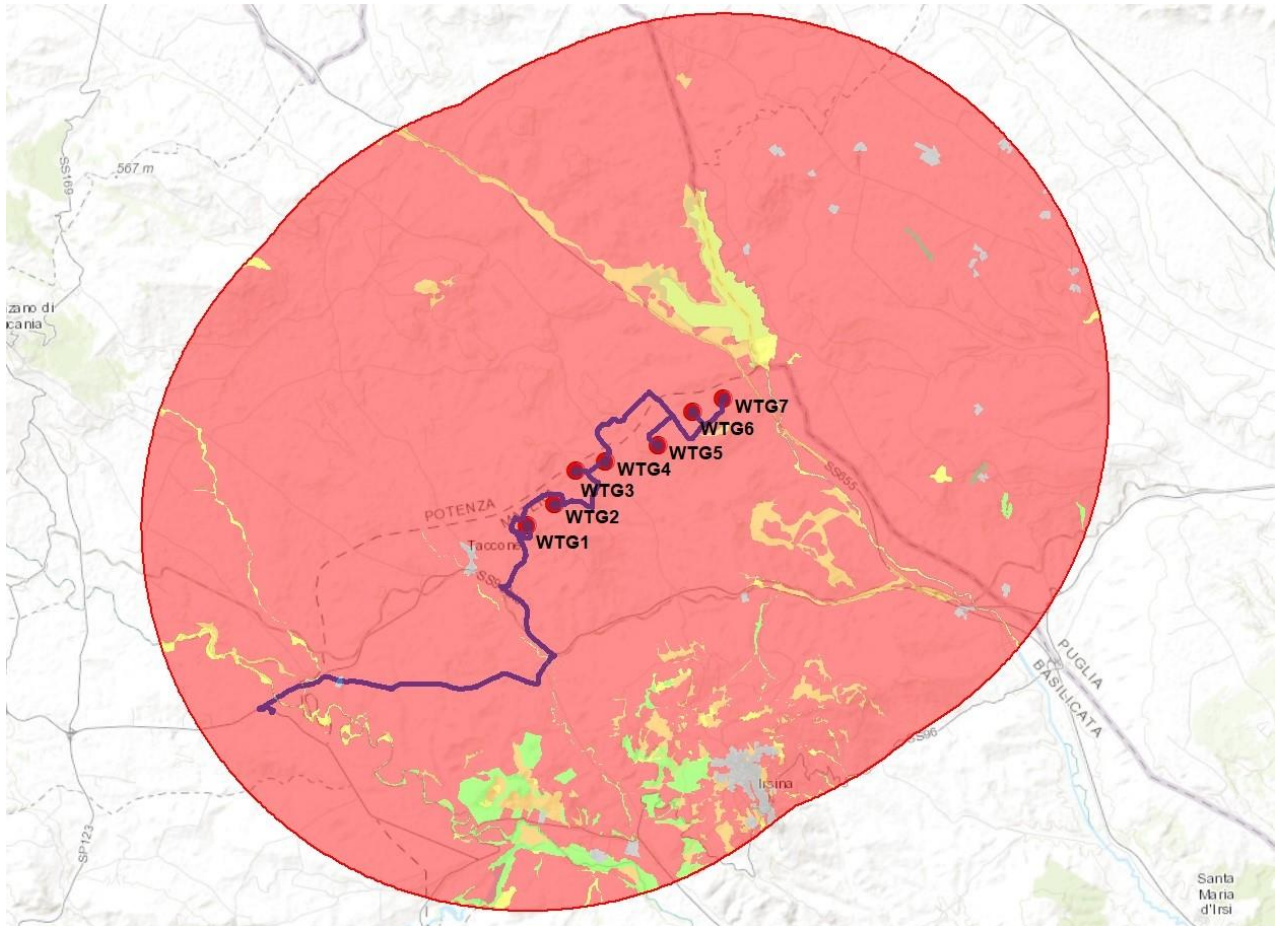 SS169
567 m
zano di
cania
WTG7
WTG6
WTG5
WTG4
WTG3
POTENZA
WTG2
WTG1
Taccone
SS655
PUGLIA
BASILICATA
SS96
Irsina
SP123
Santa
Maria
d'Irsi